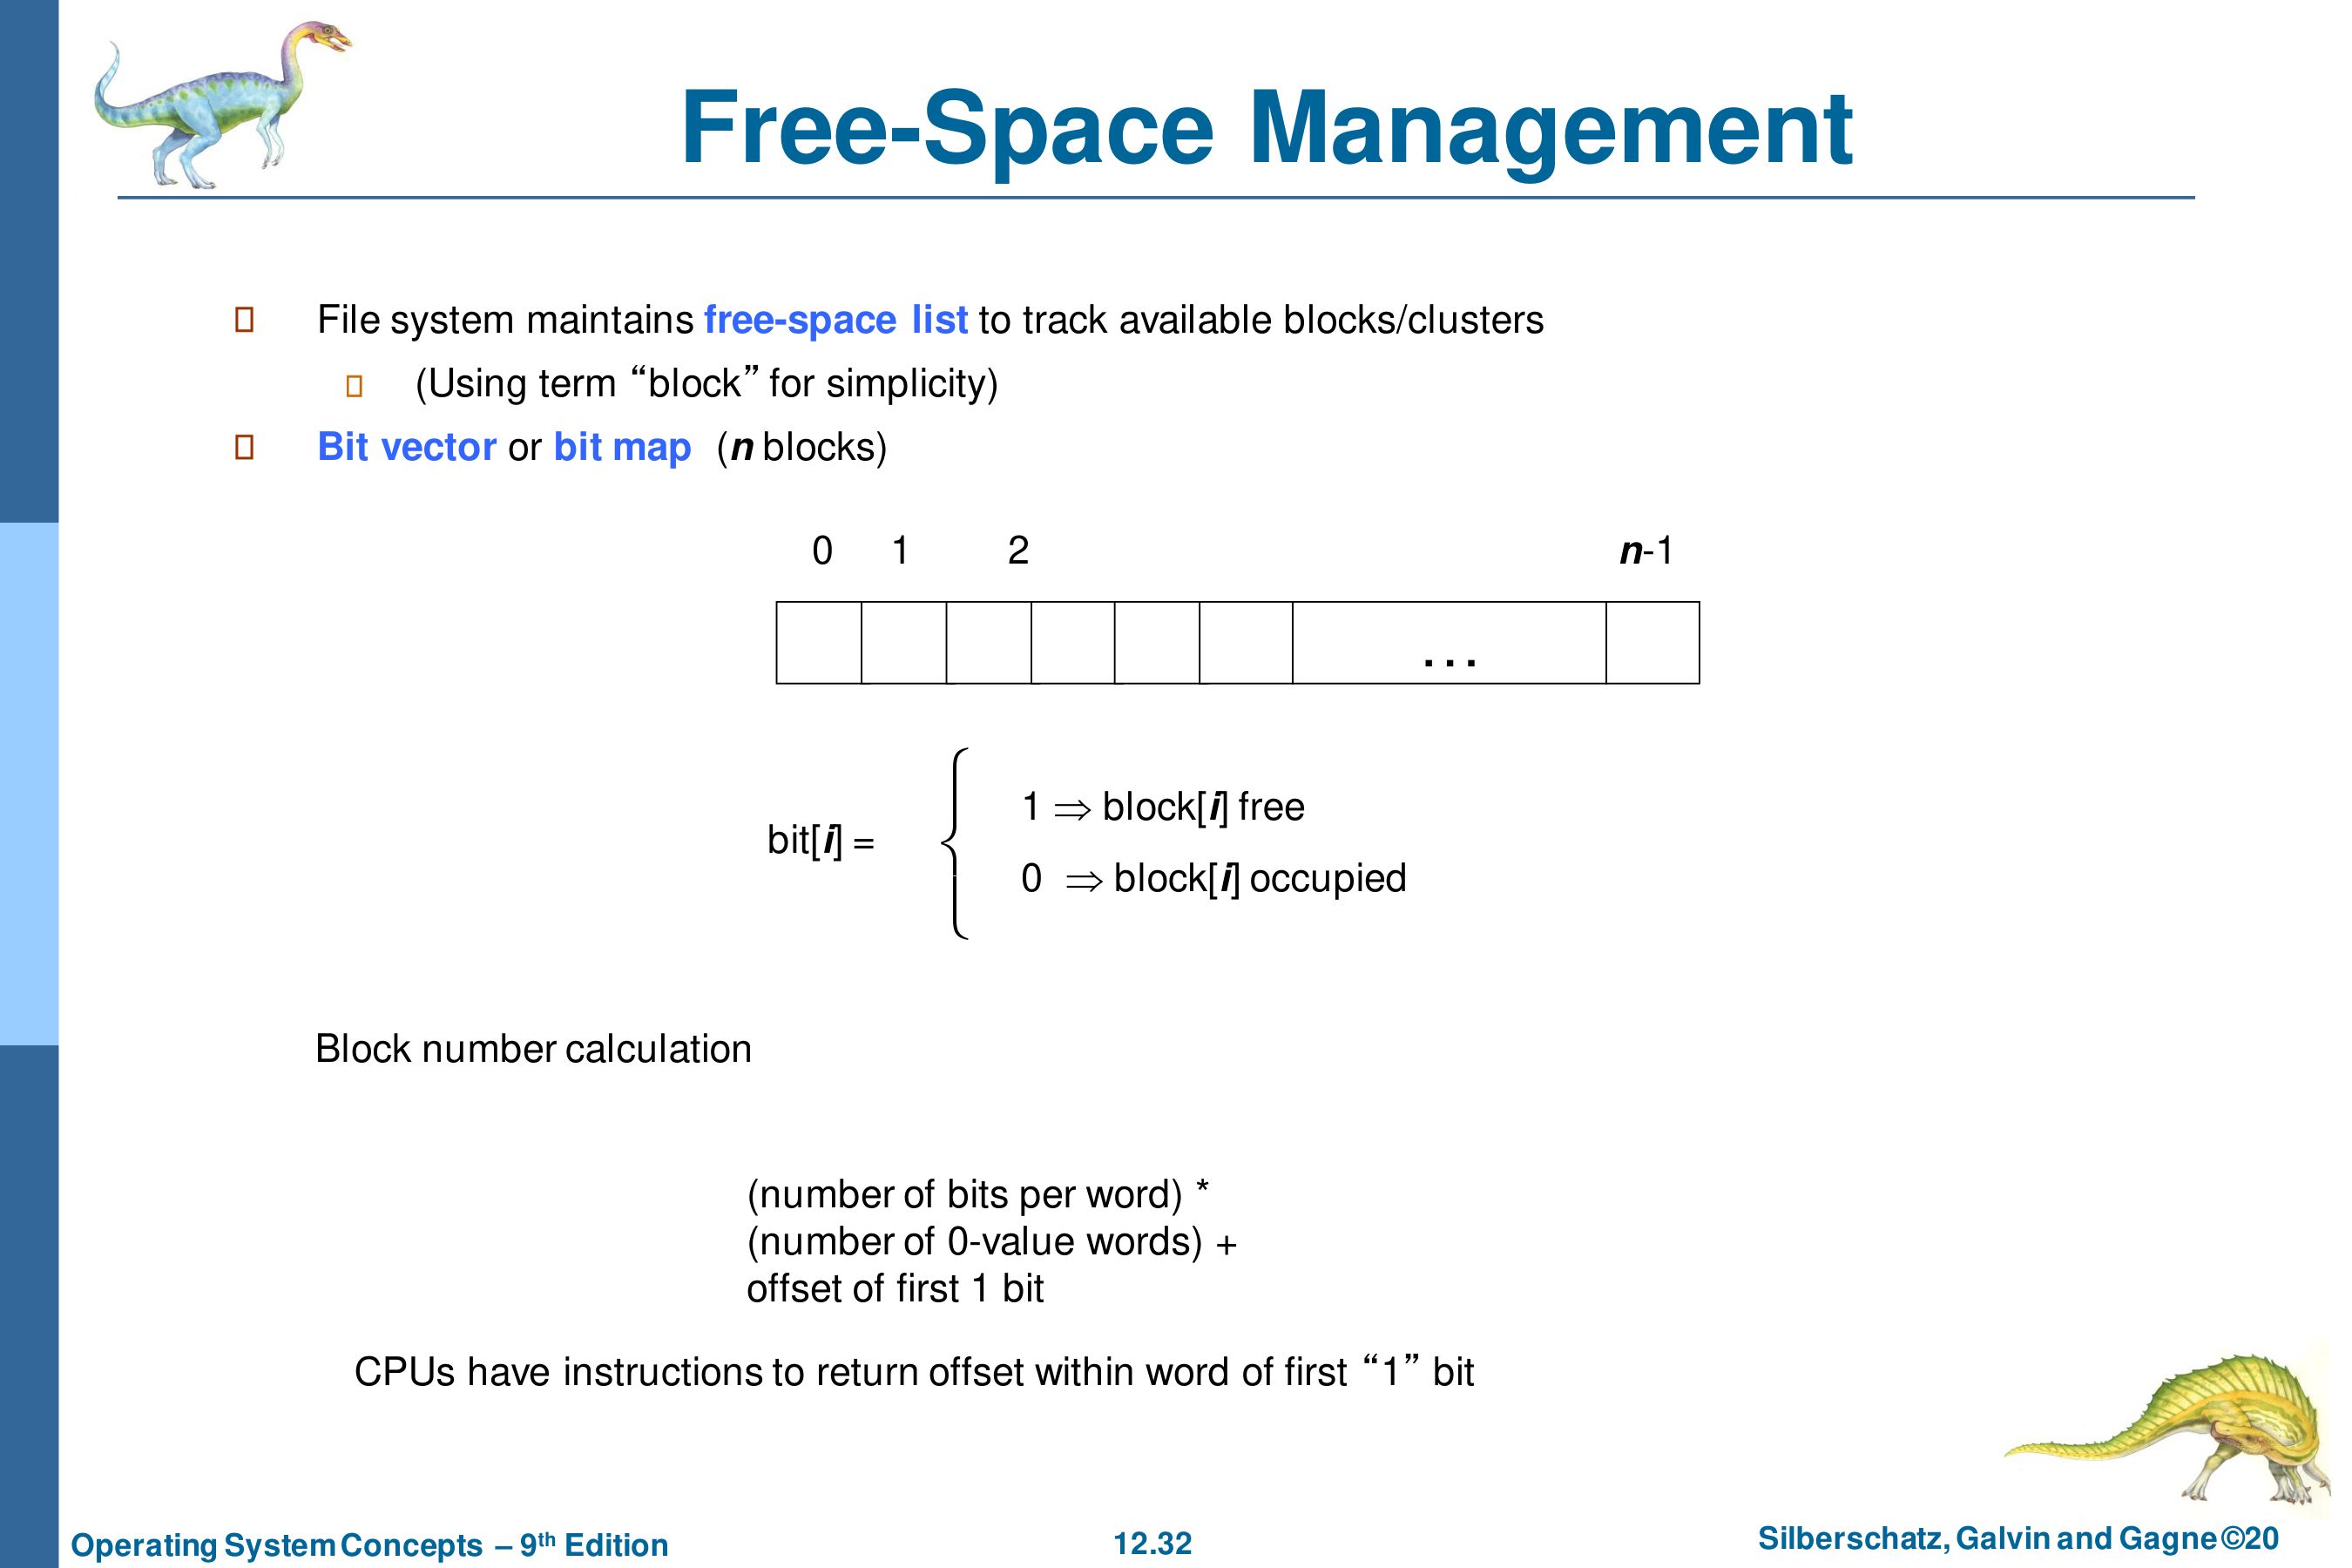 Free-Space Management
File system maintains free-space list to track available blocks/clusters
(Using term “block” for simplicity)
Bit vector or bit map (n blocks)
0 1 2 n-1
…
1 ⇒ block[i] free
bit[i] =
0 ⇒ block[i] occupied
Block number calculation
(number of bits per word) *
(number of 0-value words) +
offset of first 1 bit
CPUs have instructions to return offset within word of first “1” bit
Operating System Concepts – 9th Edition 12.32 Silberschatz, Galvin and Gagne ©20